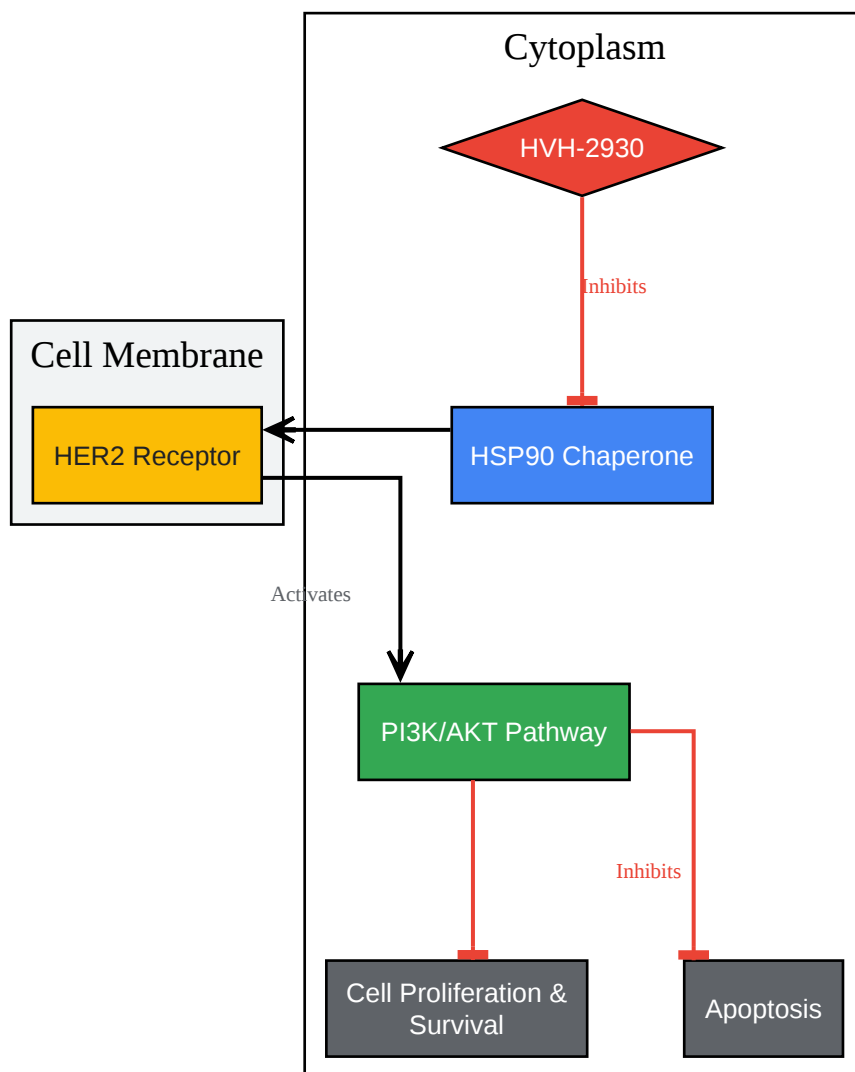 Cytoplasm
HVH-2930
Inhibits
Cell Membrane
HER2 Receptor
HSP90 Chaperone
Activates
PI3K/AKT Pathway
Inhibits
Cell Proliferation &
Survival
Apoptosis